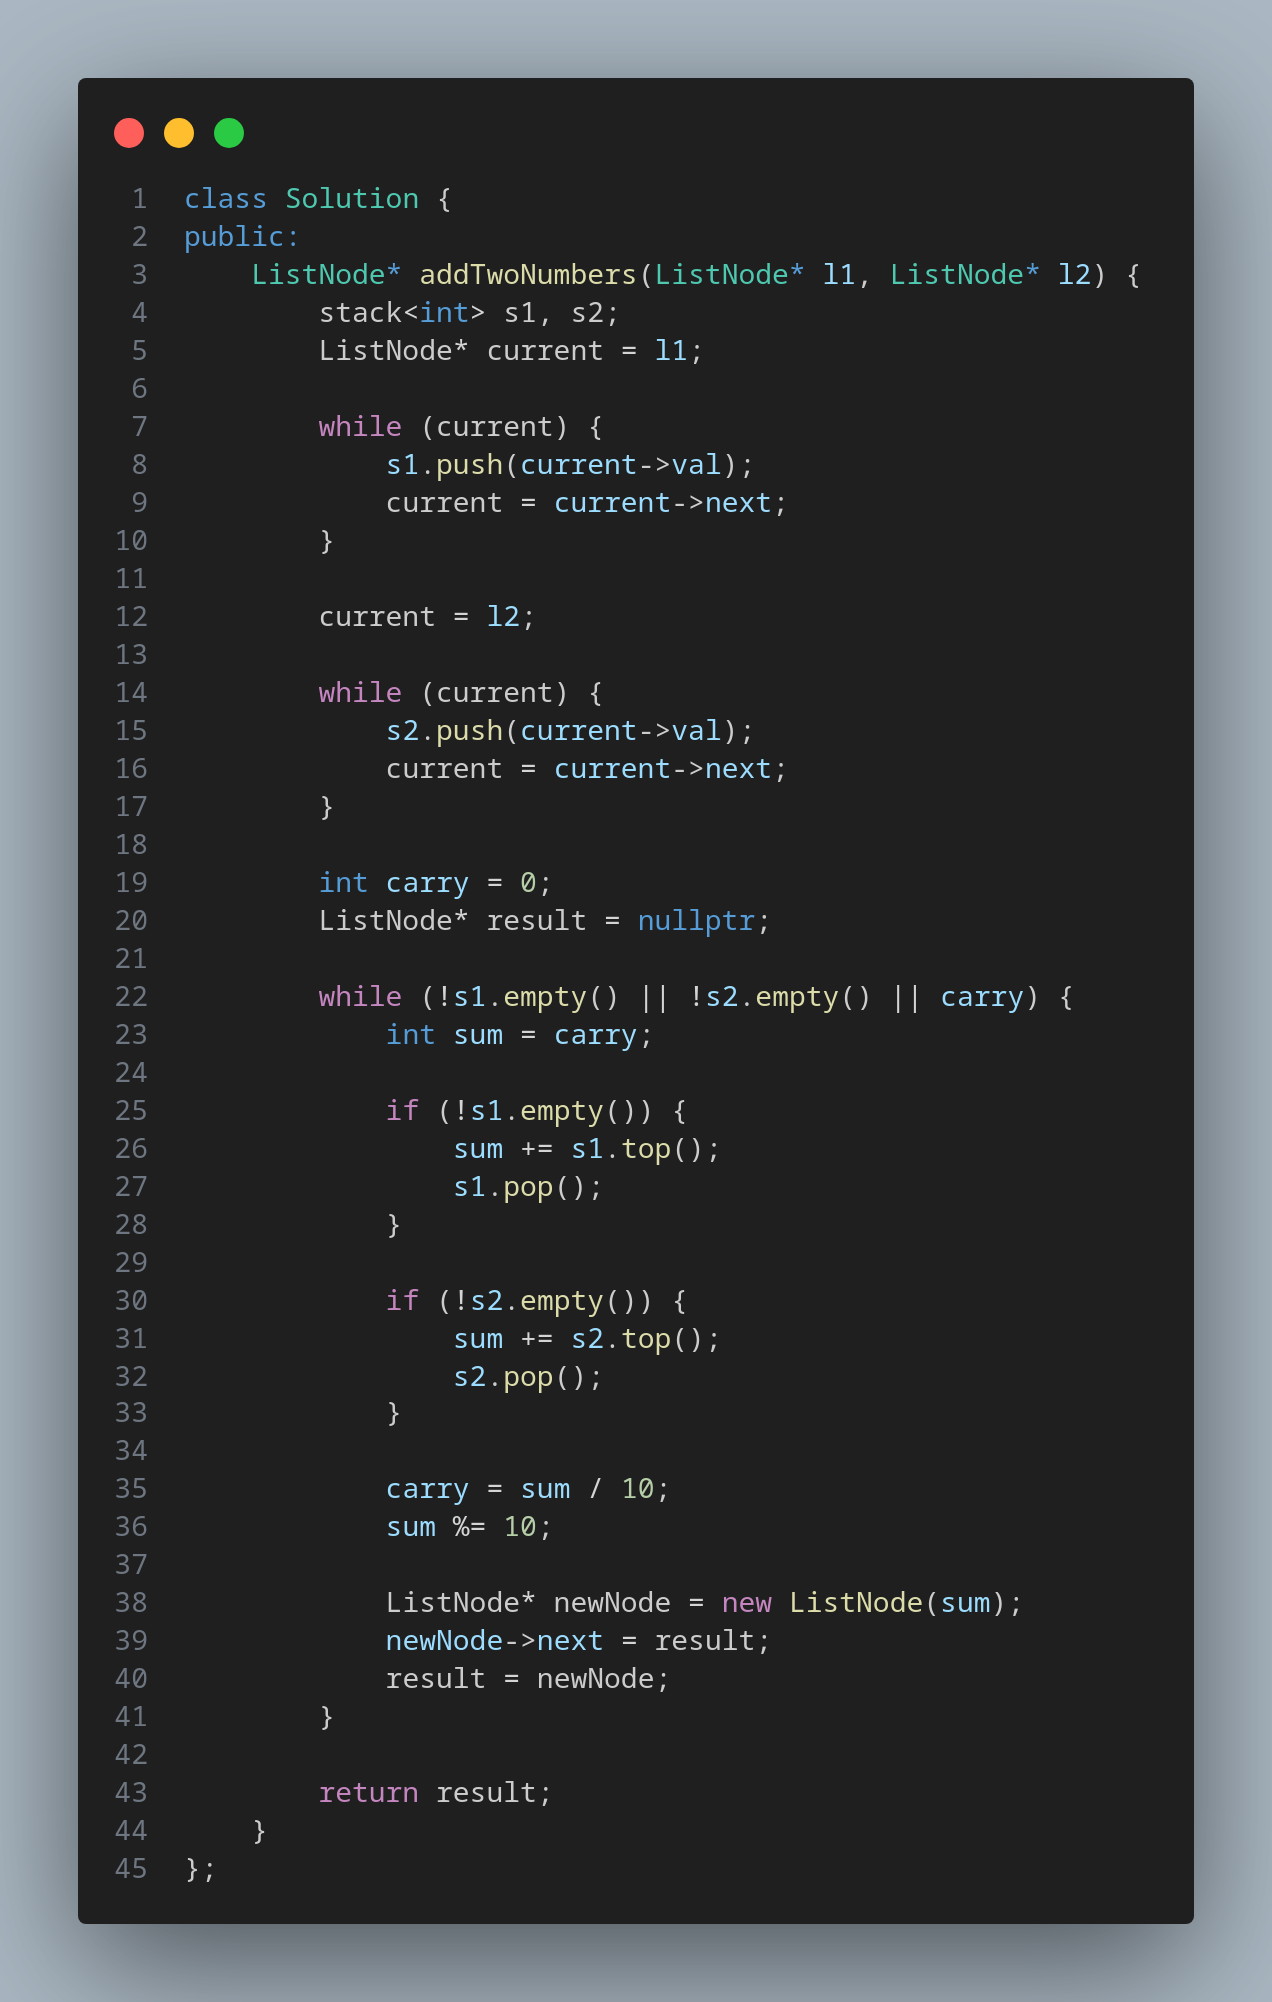 1 class Solution {
2 public:
3     ListNode* addTwoNumbers(ListNode* l1, ListNode* l2) {
4         stack<int> s1, s2;
5         ListNode* current = l1;
6
7         while (current) {
8             s1.push(current->val);
9             current = current->next;
10         }
11
12         current = l2;
13
14         while (current) {
15             s2.push(current->val);
16             current = current->next;
17         }
18
19         int carry = 0;
20         ListNode* result = nullptr;
21
22         while (!s1.empty() || !s2.empty() || carry) {
23             int sum = carry;
24
25             if (!s1.empty()) {
26                 sum += s1.top();
27                 s1.pop();
28             }
29
30             if (!s2.empty()) {
31                 sum += s2.top();
32                 s2.pop();
33             }
34
35             carry = sum / 10;
36             sum %= 10;
37
38             ListNode* newNode = new ListNode(sum);
39             newNode->next = result;
40             result = newNode;
41         }
42
43         return result;
44     }
45 };